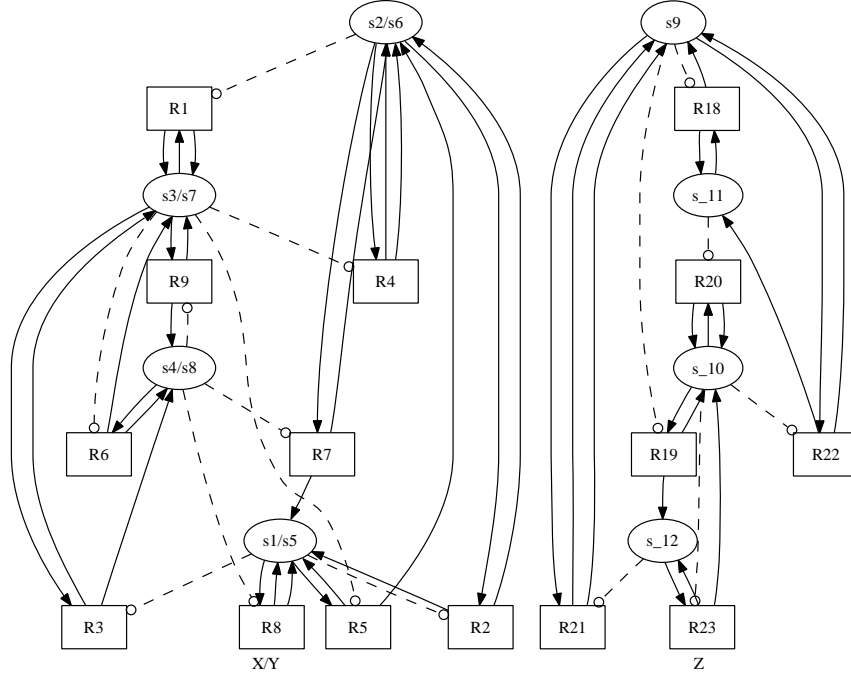 s2/s6
s9
R1
R18
s3/s7
s_11
R9
R4
R20
s4/s8
s_10
R6
R7
R19
R22
s1/s5
s_12
R3
R8
R5
R2
R21
R23
X/Y
Z